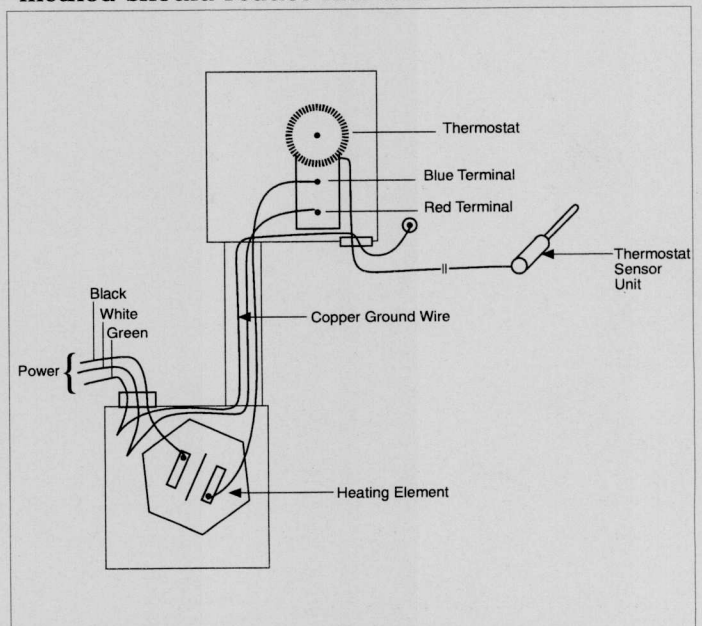 Thermostat
Blue Terminal
Red Terminal
Thermostat
Sensor
Unit
Black
White
Green
Power
Copper Ground Wire
Heating Element